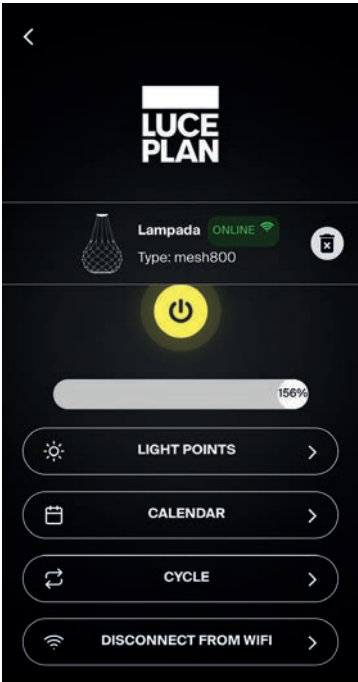 LUCE
PLAN
Lampada ONLINE
Type: mesh800
156%
LIGHT POINTS
CALENDAR
CYCLE
DISCONNECT FROM WIFI